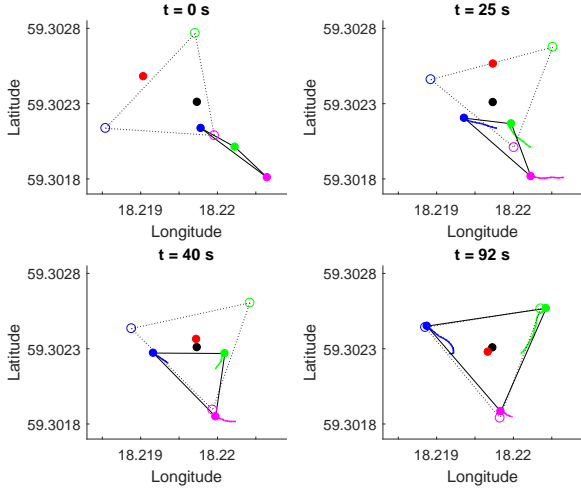 t = 0 s
59.3028
59.3023
59.3018
Latitude
18.219 18.22
Longitude
t = 25 s
59.3028
59.3023
59.3018
Latitude
18.219 18.22
Longitude
t = 40 s
59.3028
59.3023
59.3018
Latitude
18.219 18.22
Longitude
t = 92 s
59.3028
59.3023
59.3018
Latitude
18.219 18.22
Longitude